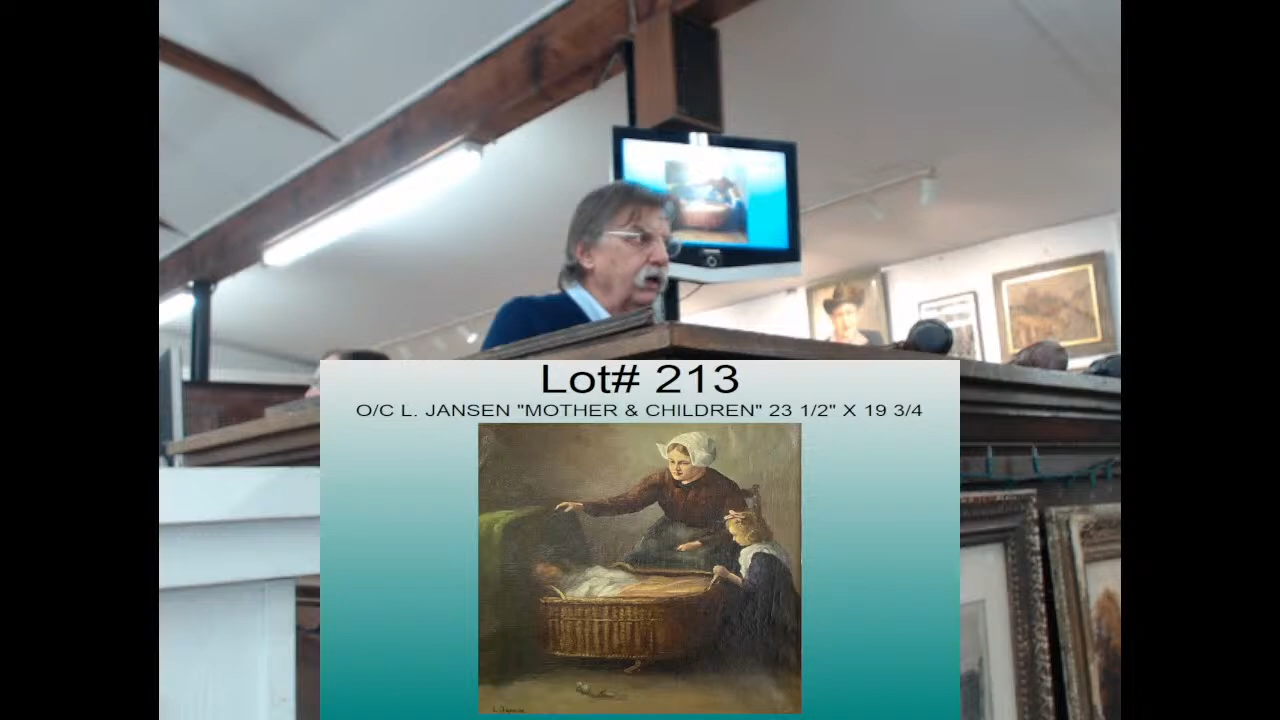 Lot# 213
O/C L. JANSEN "MOTHER & CHILDREN" 23 1/2" X 19 3/4